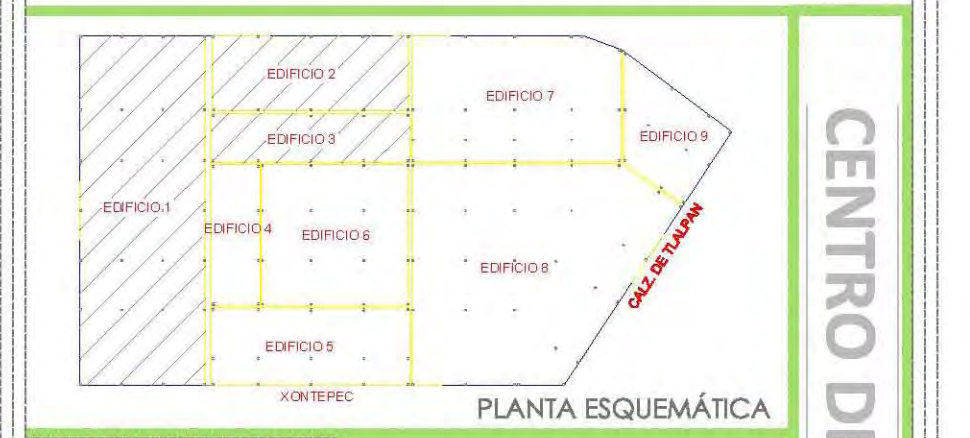 EDIFICIO 2
EDIFICIO 7
EDIFICIO 3
EDIFICIO 9
EDIFICIO 1
EDIFICIO 4
EDIFICIO 6
EDIFICIO 8
CALZ. DE TLALPAN
EDIFICIO 5
XONTEPEC
PLANTA ESQUEMÁTICA
CENTRO